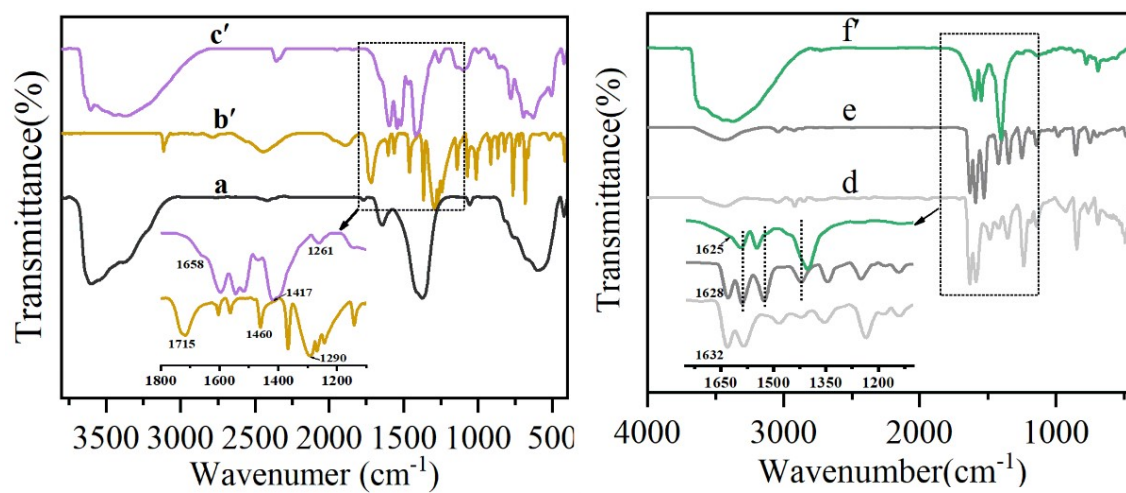 Transmittance(%)
c'
b'
a
1658
1261
1417
1715
1460
1290
1800 1600 1400 1200
3500 3000 2500 2000 1500 1000 500
Wavenumer (cm-1)
Transmittance(%)
f'
e
d
1625
1628
1632
1650 1500 1350 1200
4000 3000 2000 1000
Wavenumber(cm-1)